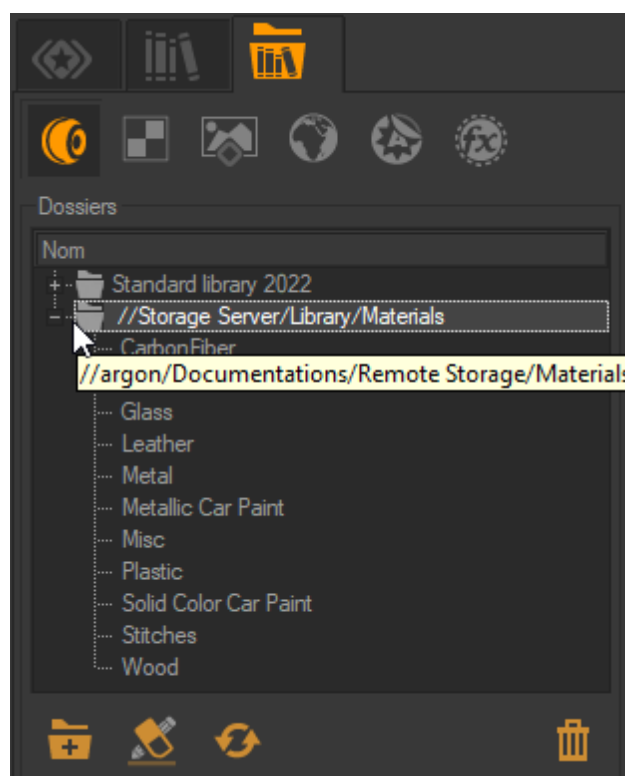 Dossiers
Nom
Standard library 2022
//Storage Server/Library/Materials
CarbonFiber
//argon/Documentations/Remote Storage/Materials
Glass
Leather
Metal
Metallic Car Paint
Misc
Plastic
Solid Color Car Paint
Stitches
Wood